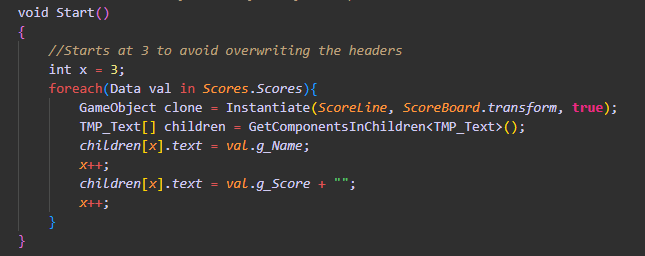 void Start()
{
//Starts at 3 to avoid overwriting the headers
int x = 3;
foreach(Data val in Scores.Scores){
GameObject clone = Instantiate(ScoreLine, ScoreBoard.transform, true);
TMP_Text[] children = GetComponentsInChildren<TMP_Text>();
children[x].text = val.g_Name;
x++;
children[x].text = val.g_Score + "";
x++;
}
}